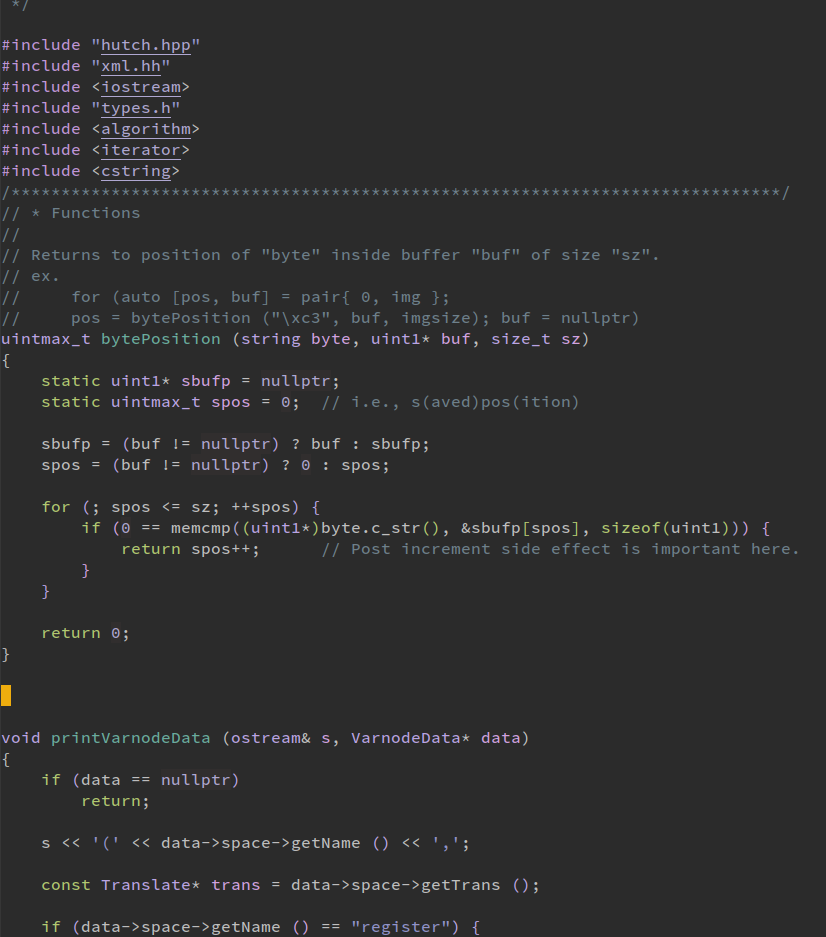 */
#include "hutch.hpp"
#include "xml.hh"
#include <iostream>
#include "types.h"
#include <algorithm>
#include <iterator>
#include <cstring>
/*****************************************************************************/
// * Functions
//
// Returns to position of "byte" inside buffer "buf" of size "sz".
// ex.
//     for (auto [pos, buf] = pair{ 0, img };
//     pos = bytePosition ("\xc3", buf, imgsize); buf = nullptr)
uintmax_t bytePosition (string byte, uint1* buf, size_t sz)
{
    static uint1* sbufp = nullptr;
    static uintmax_t spos = 0;  // i.e., s(aved)pos(ition)
    sbufp = (buf != nullptr) ? buf : sbufp;
    spos = (buf != nullptr) ? 0 : spos;
    for (; spos <= sz; ++spos) {
        if (0 == memcmp((uint1*)byte.c_str(), &sbufp[spos], sizeof(uint1))) {
            return spos++;      // Post increment side effect is important here.
        }
    }
    return 0;
}
void printVarnodeData (ostream& s, VarnodeData* data)
{
    if (data == nullptr)
        return;
    s << '(' << data->space->getName () << ',';
    const Translate* trans = data->space->getTrans ();
    if (data->space->getName () == "register") {